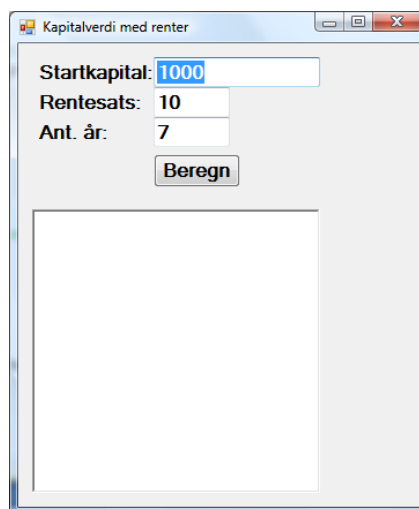 Kapitalverdi med renter
Startkapital: 1000
Rentesats: 10
Ant. år: 7
Beregn